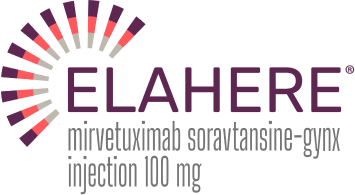 ELAHERE®
mirvetuximab soravtansine-gynx
injection 100 mg